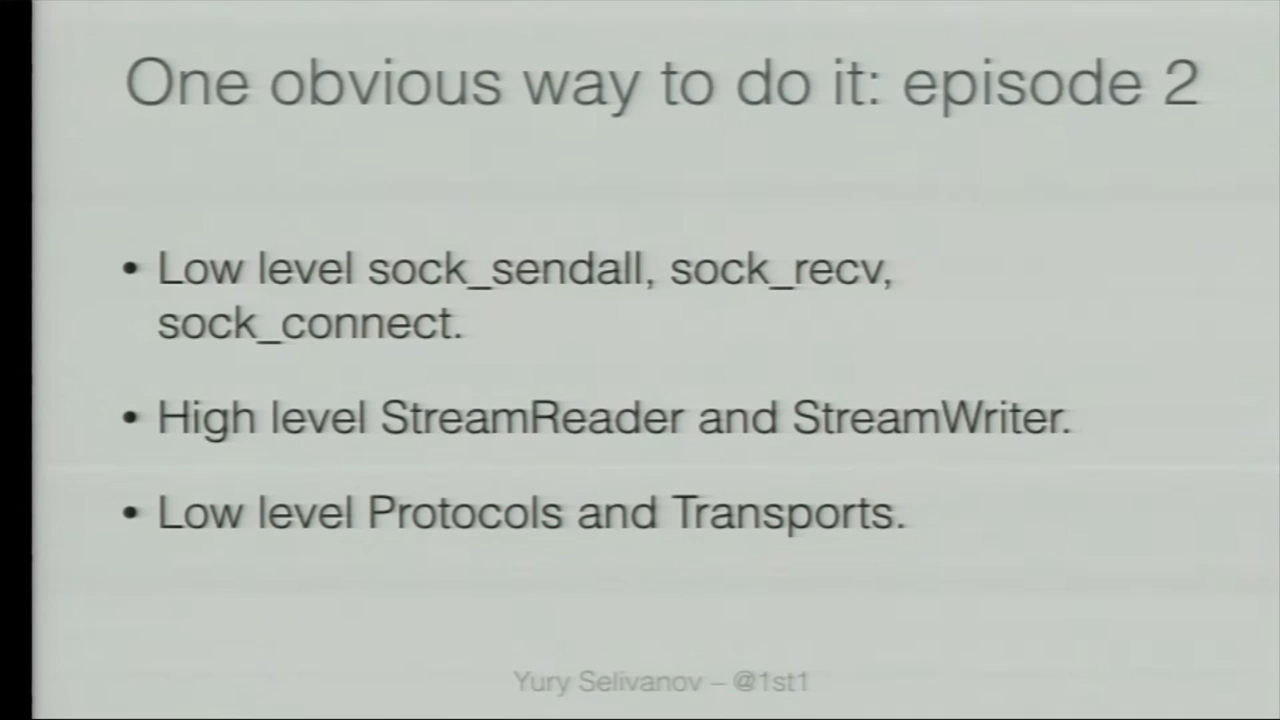 One obvious way to do it: episode 2
• Low level sock_sendall, sock_recv,
sock_connect.
• High level StreamReader and StreamWriter.
• Low level Protocols and Transports.
Yury Selivanov – @1st1